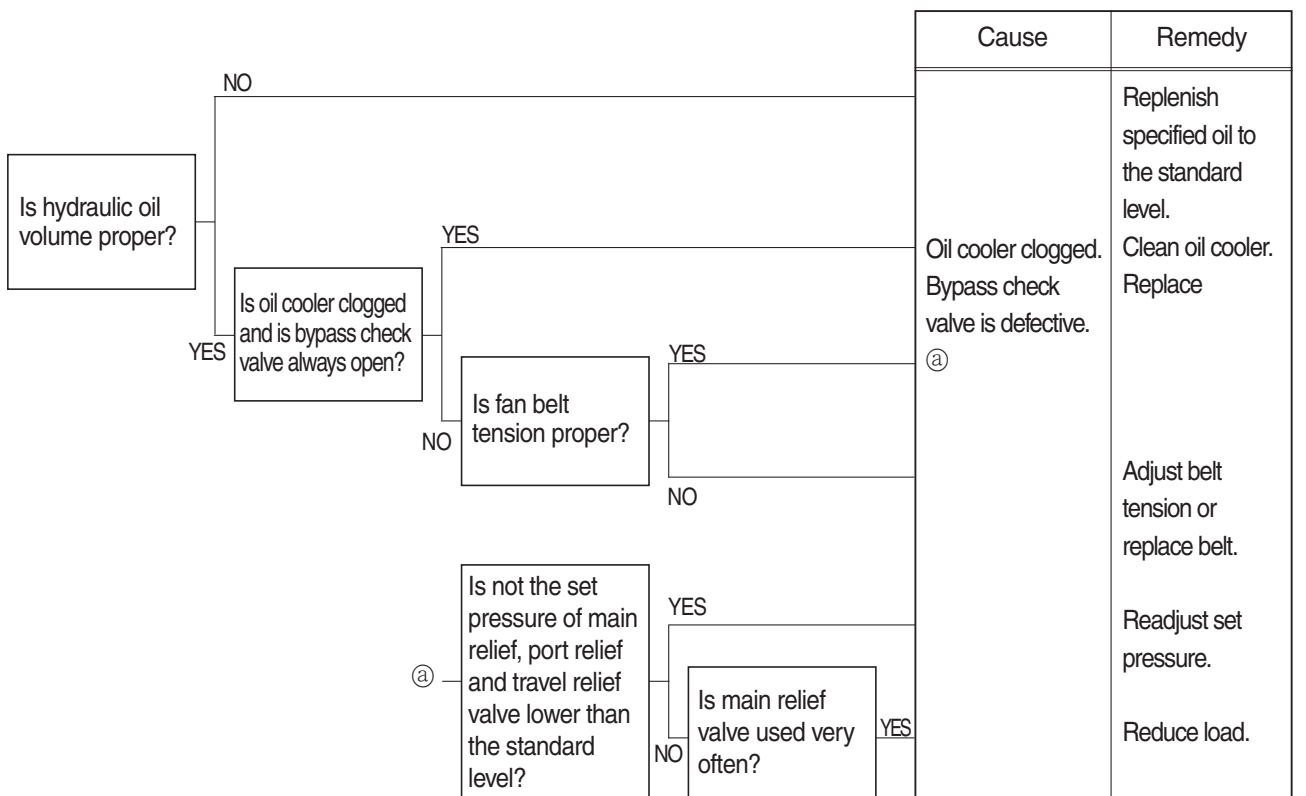 Cause
Remedy
NO
Replenish
specified oil to
the standard
level.
Is hydraulic oil
volume proper?
YES
Oil cooler clogged.
Clean oil cooler.
Is oil cooler clogged
and is bypass check
valve always open?
YES
Bypass check
valve is defective.
Replace
YES
ⓐ
Is fan belt
tension proper?
NO
NO
Adjust belt
tension or
replace belt.
ⓐ
Is not the set
pressure of main
relief, port relief
and travel relief
valve lower than
the standard
level?
YES
Readjust set
pressure.
NO
Is main relief
valve used very
often?
YES
Reduce load.